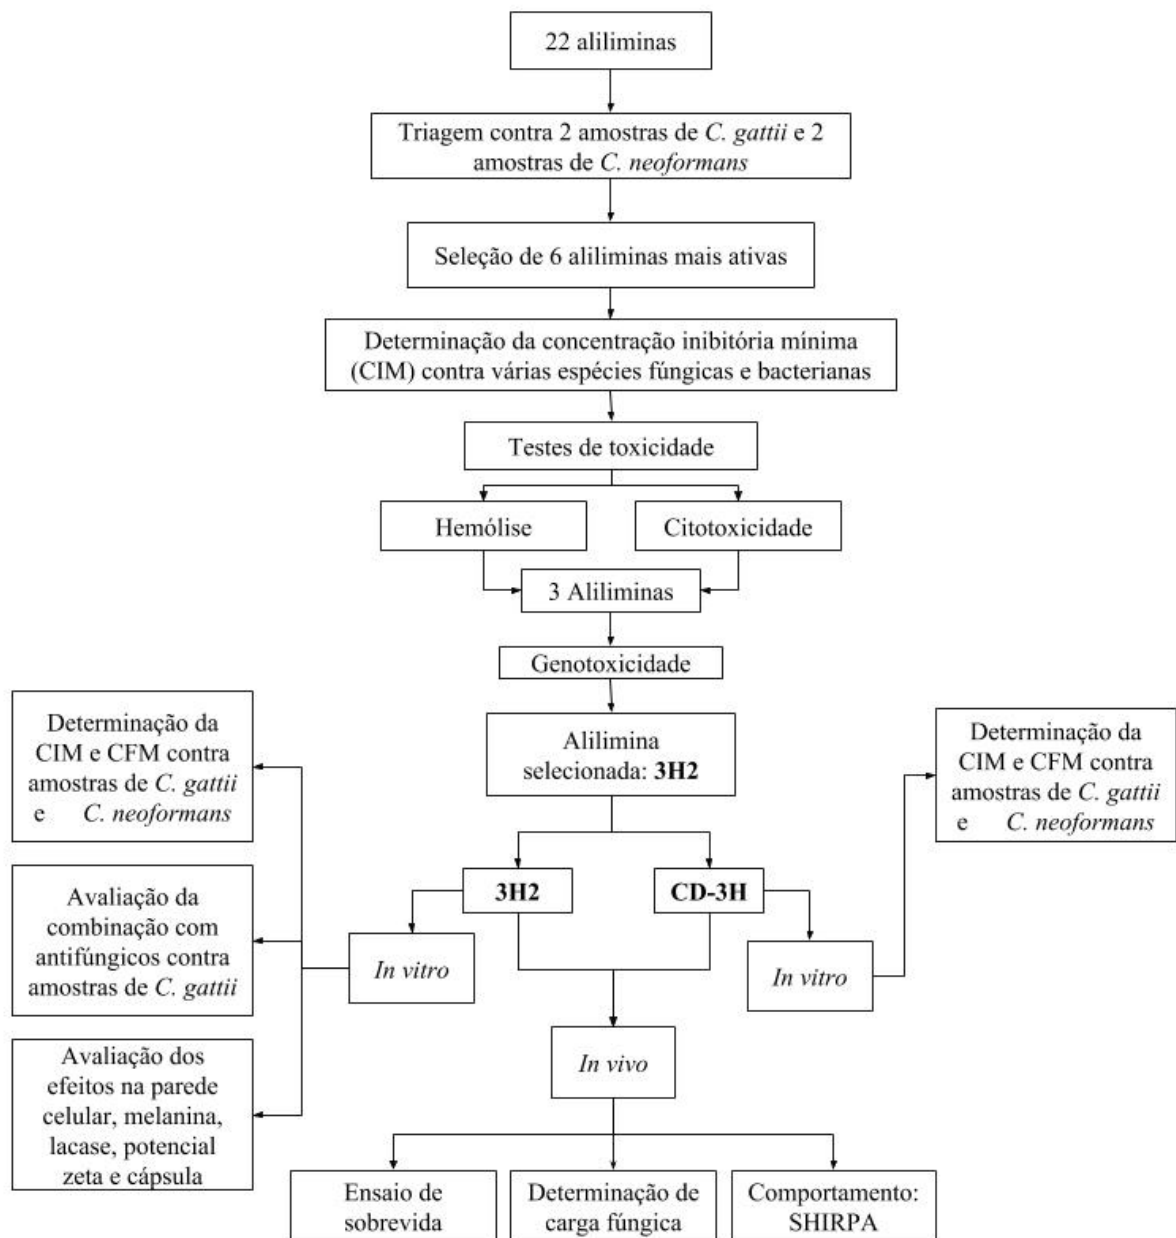 22 aliliminas
Triagem contra 2 amostras de C. gattii e 2
amostras de C. neoformans
Seleção de 6 aliliminas mais ativas
Determinação da concentração inibitória mínima
(CIM) contra várias espécies fúngicas e bacterianas
Testes de toxicidade
Hemólise
Citotoxicidade
3 Aliliminas
Genotoxicidade
Alilimina
selecionada: 3H2
Determinação da
CIM e CFM contra
amostras de C. gattii
e C. neoformans
Determinação da
CIM e CFM contra
amostras de C. gattii
e C. neoformans
3H2
CD-3H
Avaliação da
combinação com
antifúngicos contra
amostras de C. gattii
In vitro
In vitro
In vivo
Avaliação dos
efeitos na parede
celular, melanina,
lacase, potencial
zeta e cápsula
Ensaio de
sobrevida
Determinação de
carga fúngica
Comportamento:
SHIRPA